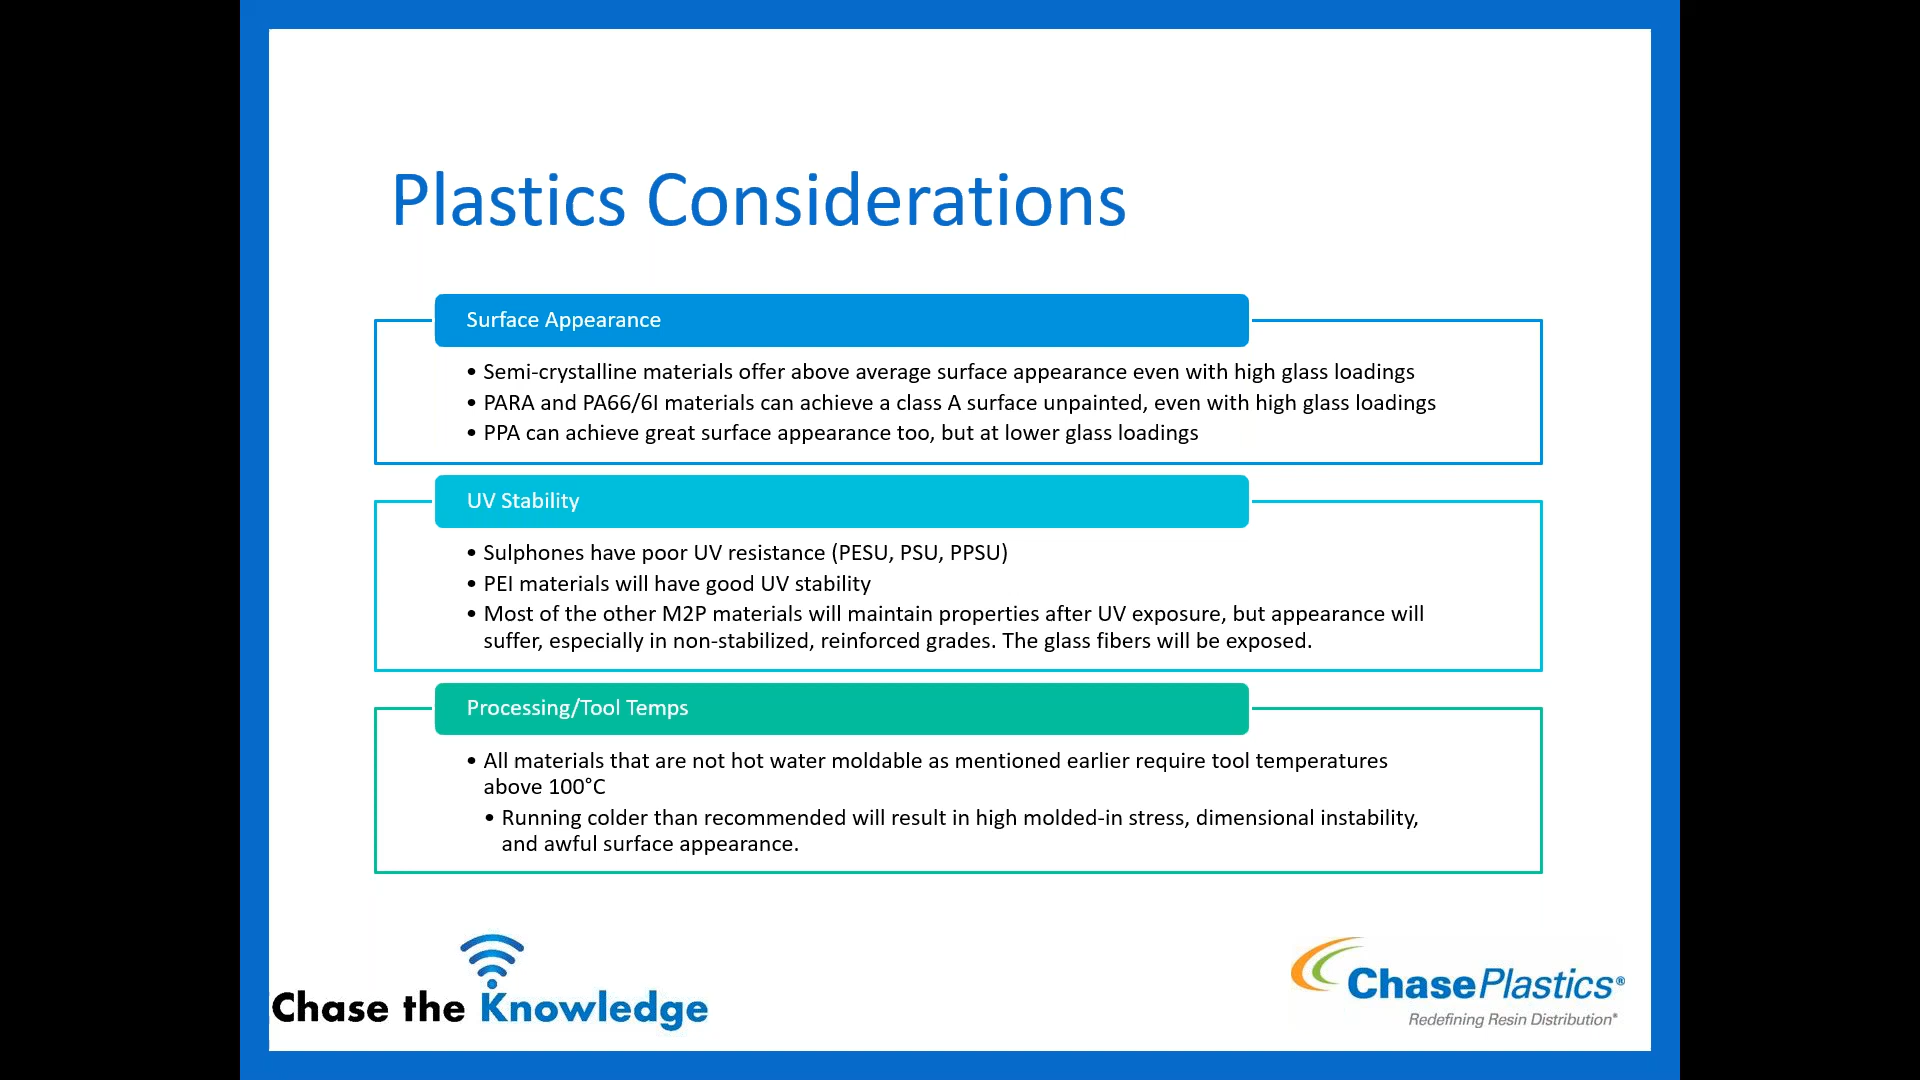 Plastics Considerations
Surface Appearance
• Semi-crystalline materials offer above average surface appearance even with high glass loadings
• PARA and PA66/6I materials can achieve a class A surface unpainted, even with high glass loadings
• PPA can achieve great surface appearance too, but at lower glass loadings
UV Stability
• Sulphones have poor UV resistance (PESU, PSU, PPSU)
• PEI materials will have good UV stability
• Most of the other M2P materials will maintain properties after UV exposure, but appearance will
suffer, especially in non-stabilized, reinforced grades. The glass fibers will be exposed.
Processing/Tool Temps
• All materials that are not hot water moldable as mentioned earlier require tool temperatures
above 100°C
• Running colder than recommended will result in high molded-in stress, dimensional instability,
and awful surface appearance.
Chase the Knowledge
ChasePlastics®
Redefining Resin Distribution®